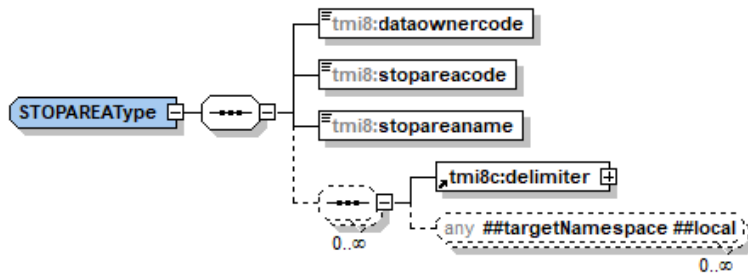 tmi8:dataownercode
tmi8:stopareacode
STOPAREAType
tmi8:stopareaname
tmi8c:delimiter
0..∞
any ##targetNamespace ##local
0..∞